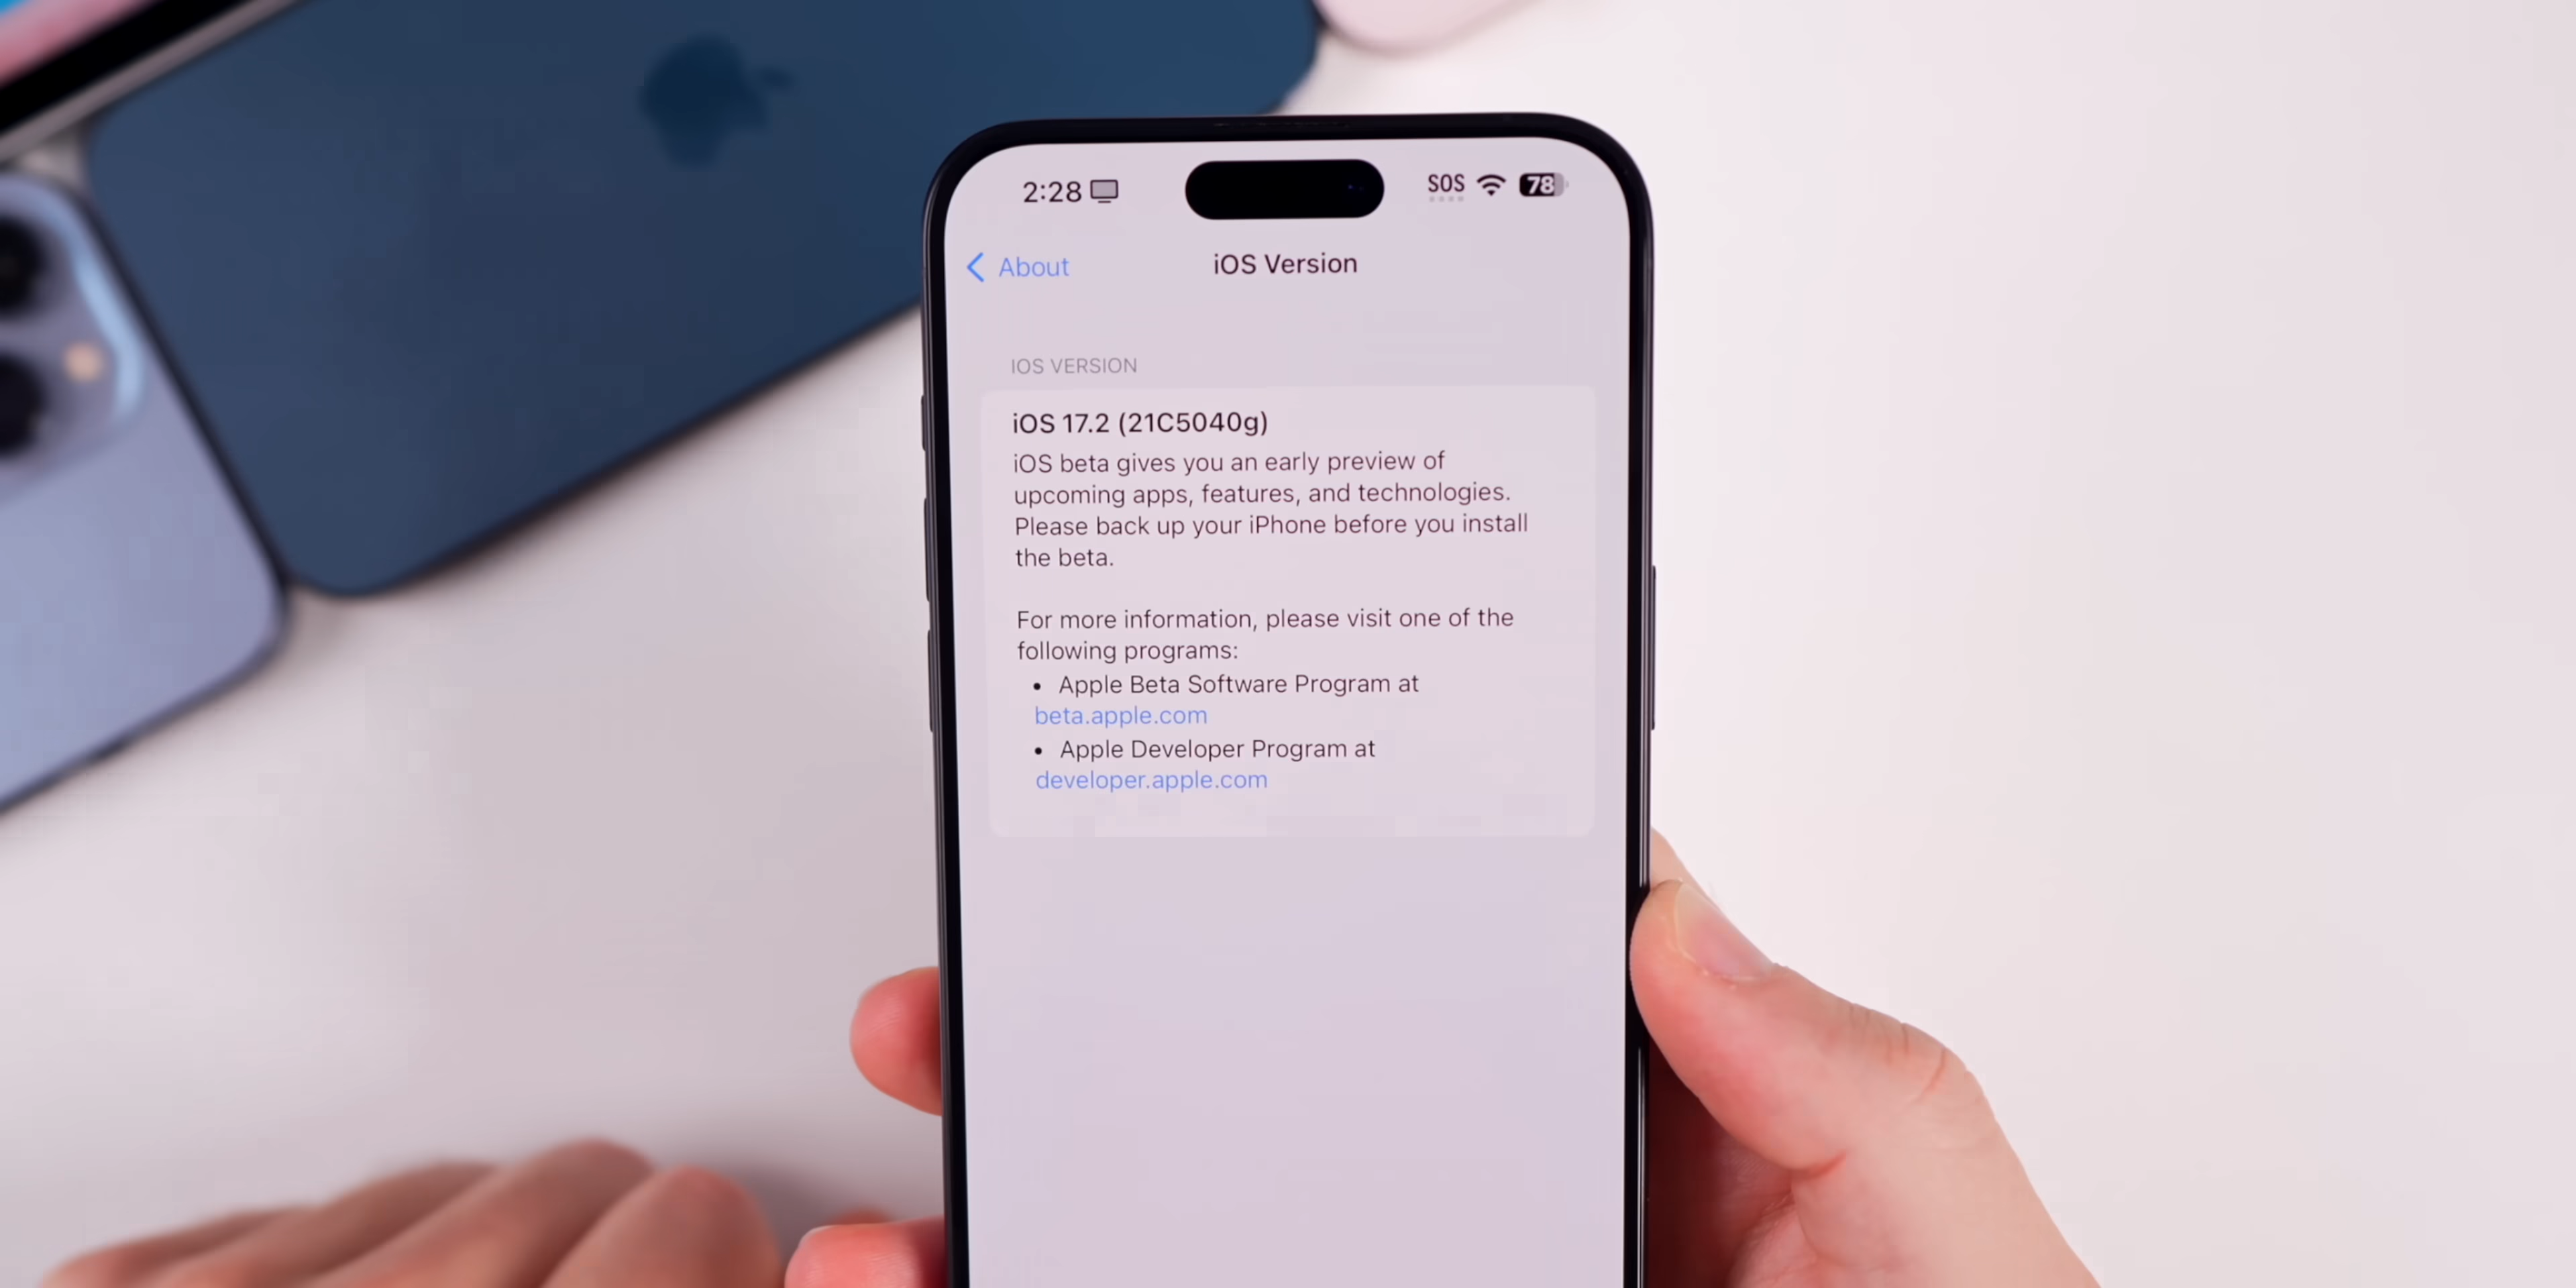 2:28
SOS
78
About
iOS Version
IOS VERSION
iOS 17.2 (21C5040g)
iOS beta gives you an early preview of
upcoming apps, features, and technologies.
Please back up your iPhone before you install
the beta.
For more information, please visit one of the
following programs:
• Apple Beta Software Program at
beta.apple.com
• Apple Developer Program at
developer.apple.com